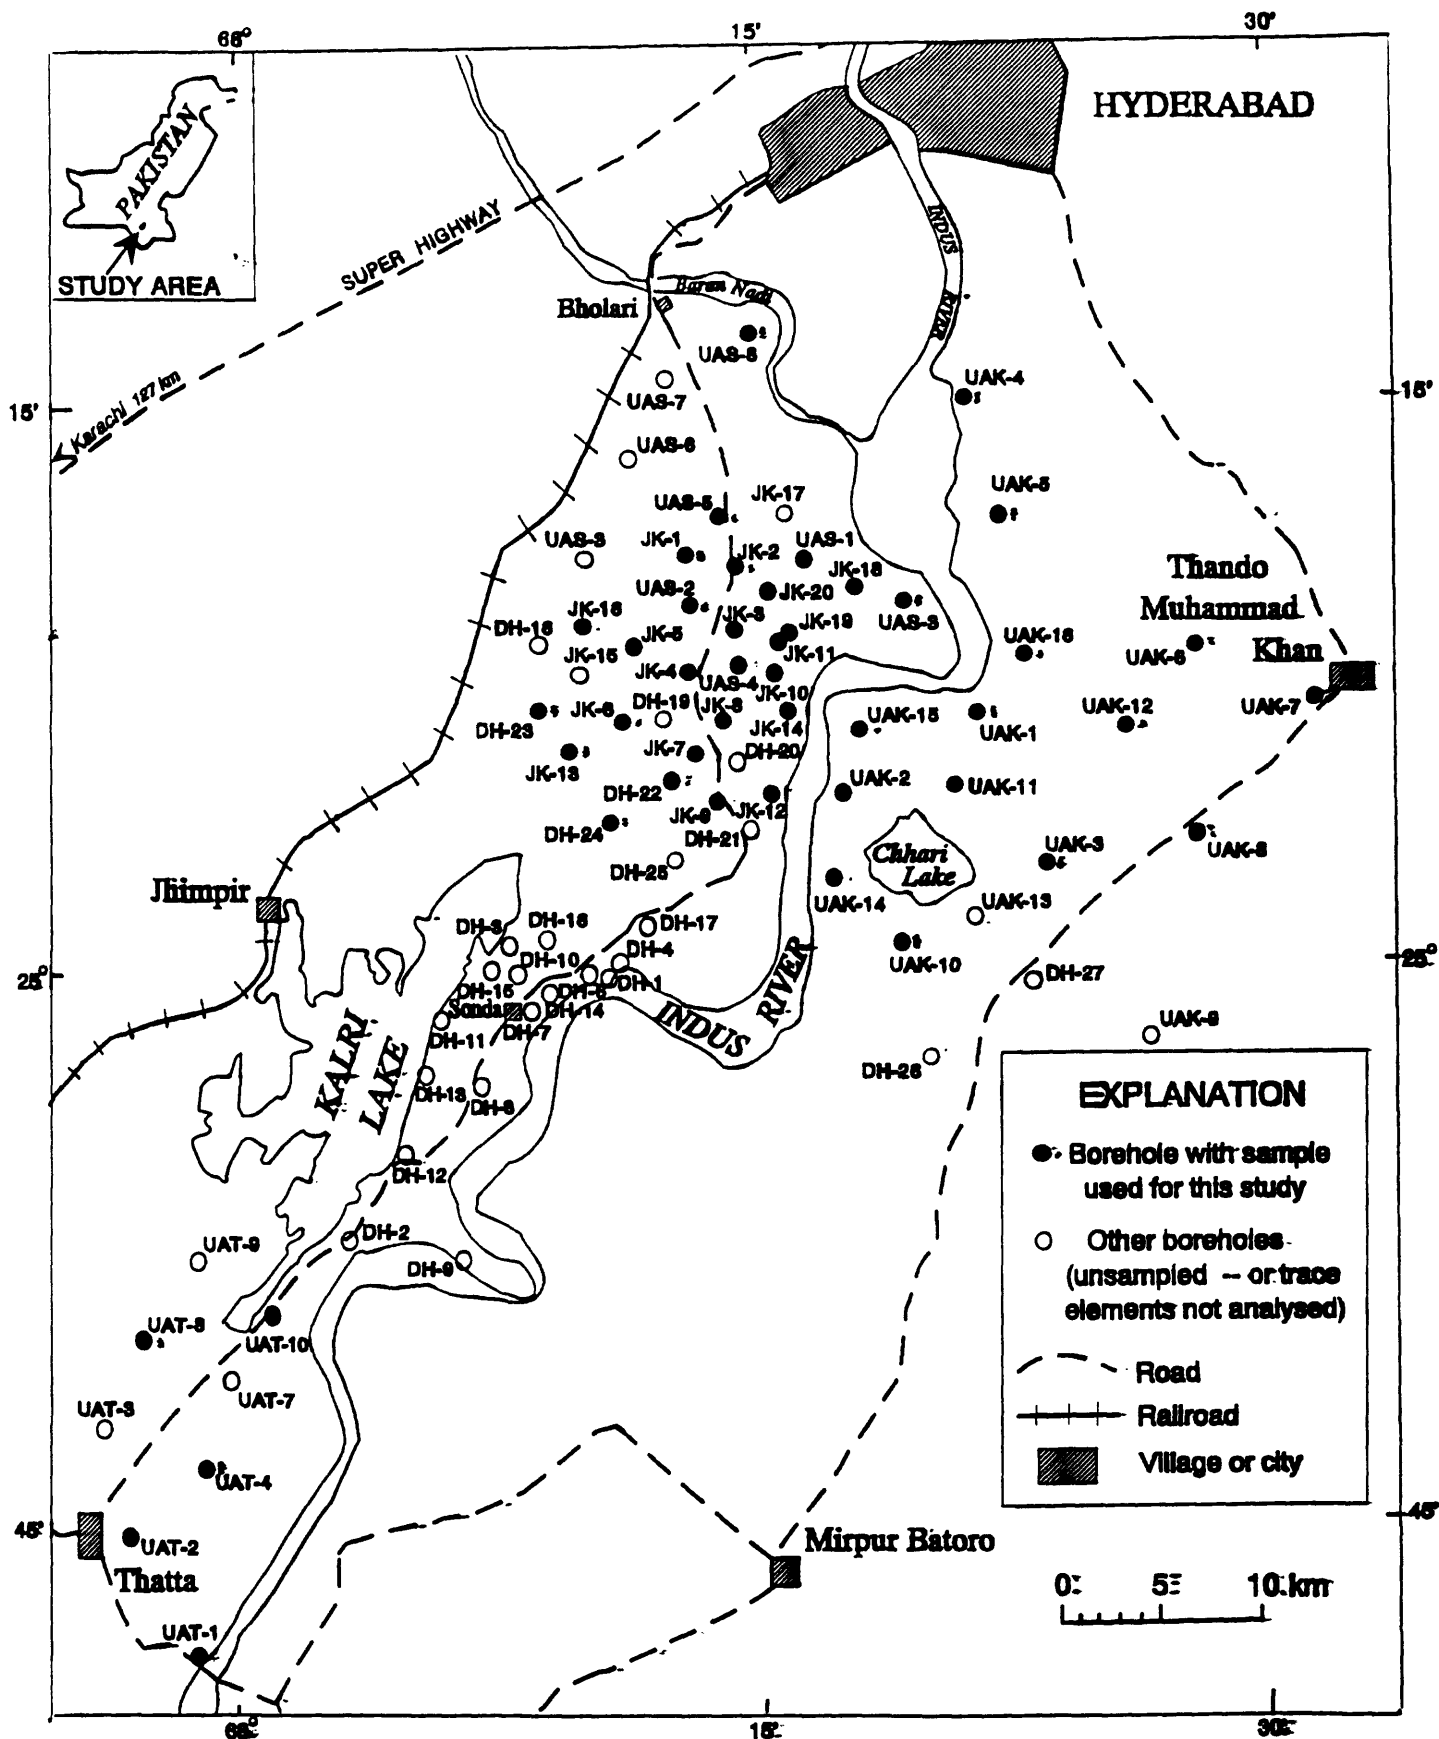 68°
15'
30'
HYDERABAD
PAKISTAN
STUDY AREA
SUPER HIGHWAY
Karachi 127 km
INDUS
RIVER
Baran Nadi
Bholari
UAS-8
UAS-7
UAK-4
15'
15'
UAS-6
UAS-5
JK-17
UAK-5
UAS-3
JK-1
JK-2
UAS-1
JK-18
UAS-2
JK-20
UAS-3
Thando
Muhammad
Khan
JK-16
JK-3
JK-19
DH-18
JK-5
JK-11
UAK-16
UAK-6
JK-15
JK-4
UAS-4
JK-10
UAK-7
DH-23
JK-6
DH-19
JK-8
JK-14
UAK-15
UAK-1
UAK-12
JK-13
JK-7
DH-20
DH-22
UAK-2
UAK-11
JK-9
JK-12
DH-24
DH-21
Chhari
Lake
UAK-3
UAK-8
DH-25
Jhimpir
UAK-14
UAK-13
DH-3
DH-16
DH-17
DH-4
UAK-10
25°
25°
DH-10
DH-15
DH-6
DH-1
DH-27
Sonda
DH-14
DH-7
DH-11
INDUS
RIVER
UAK-9
DH-26
KALRI
LAKE
DH-13
DH-8
DH-12
DH-2
DH-9
UAT-9
UAT-8
UAT-10
UAT-7
UAT-3
UAT-4
45'
45'
UAT-2
Thatta
UAT-1
Mirpur Batoro
EXPLANATION
Borehole with sample
used for this study
Other boreholes
(unsampled - or trace
elements not analysed)
Road
Railroad
Village or city
0 5 10 km
68°
15'
30'